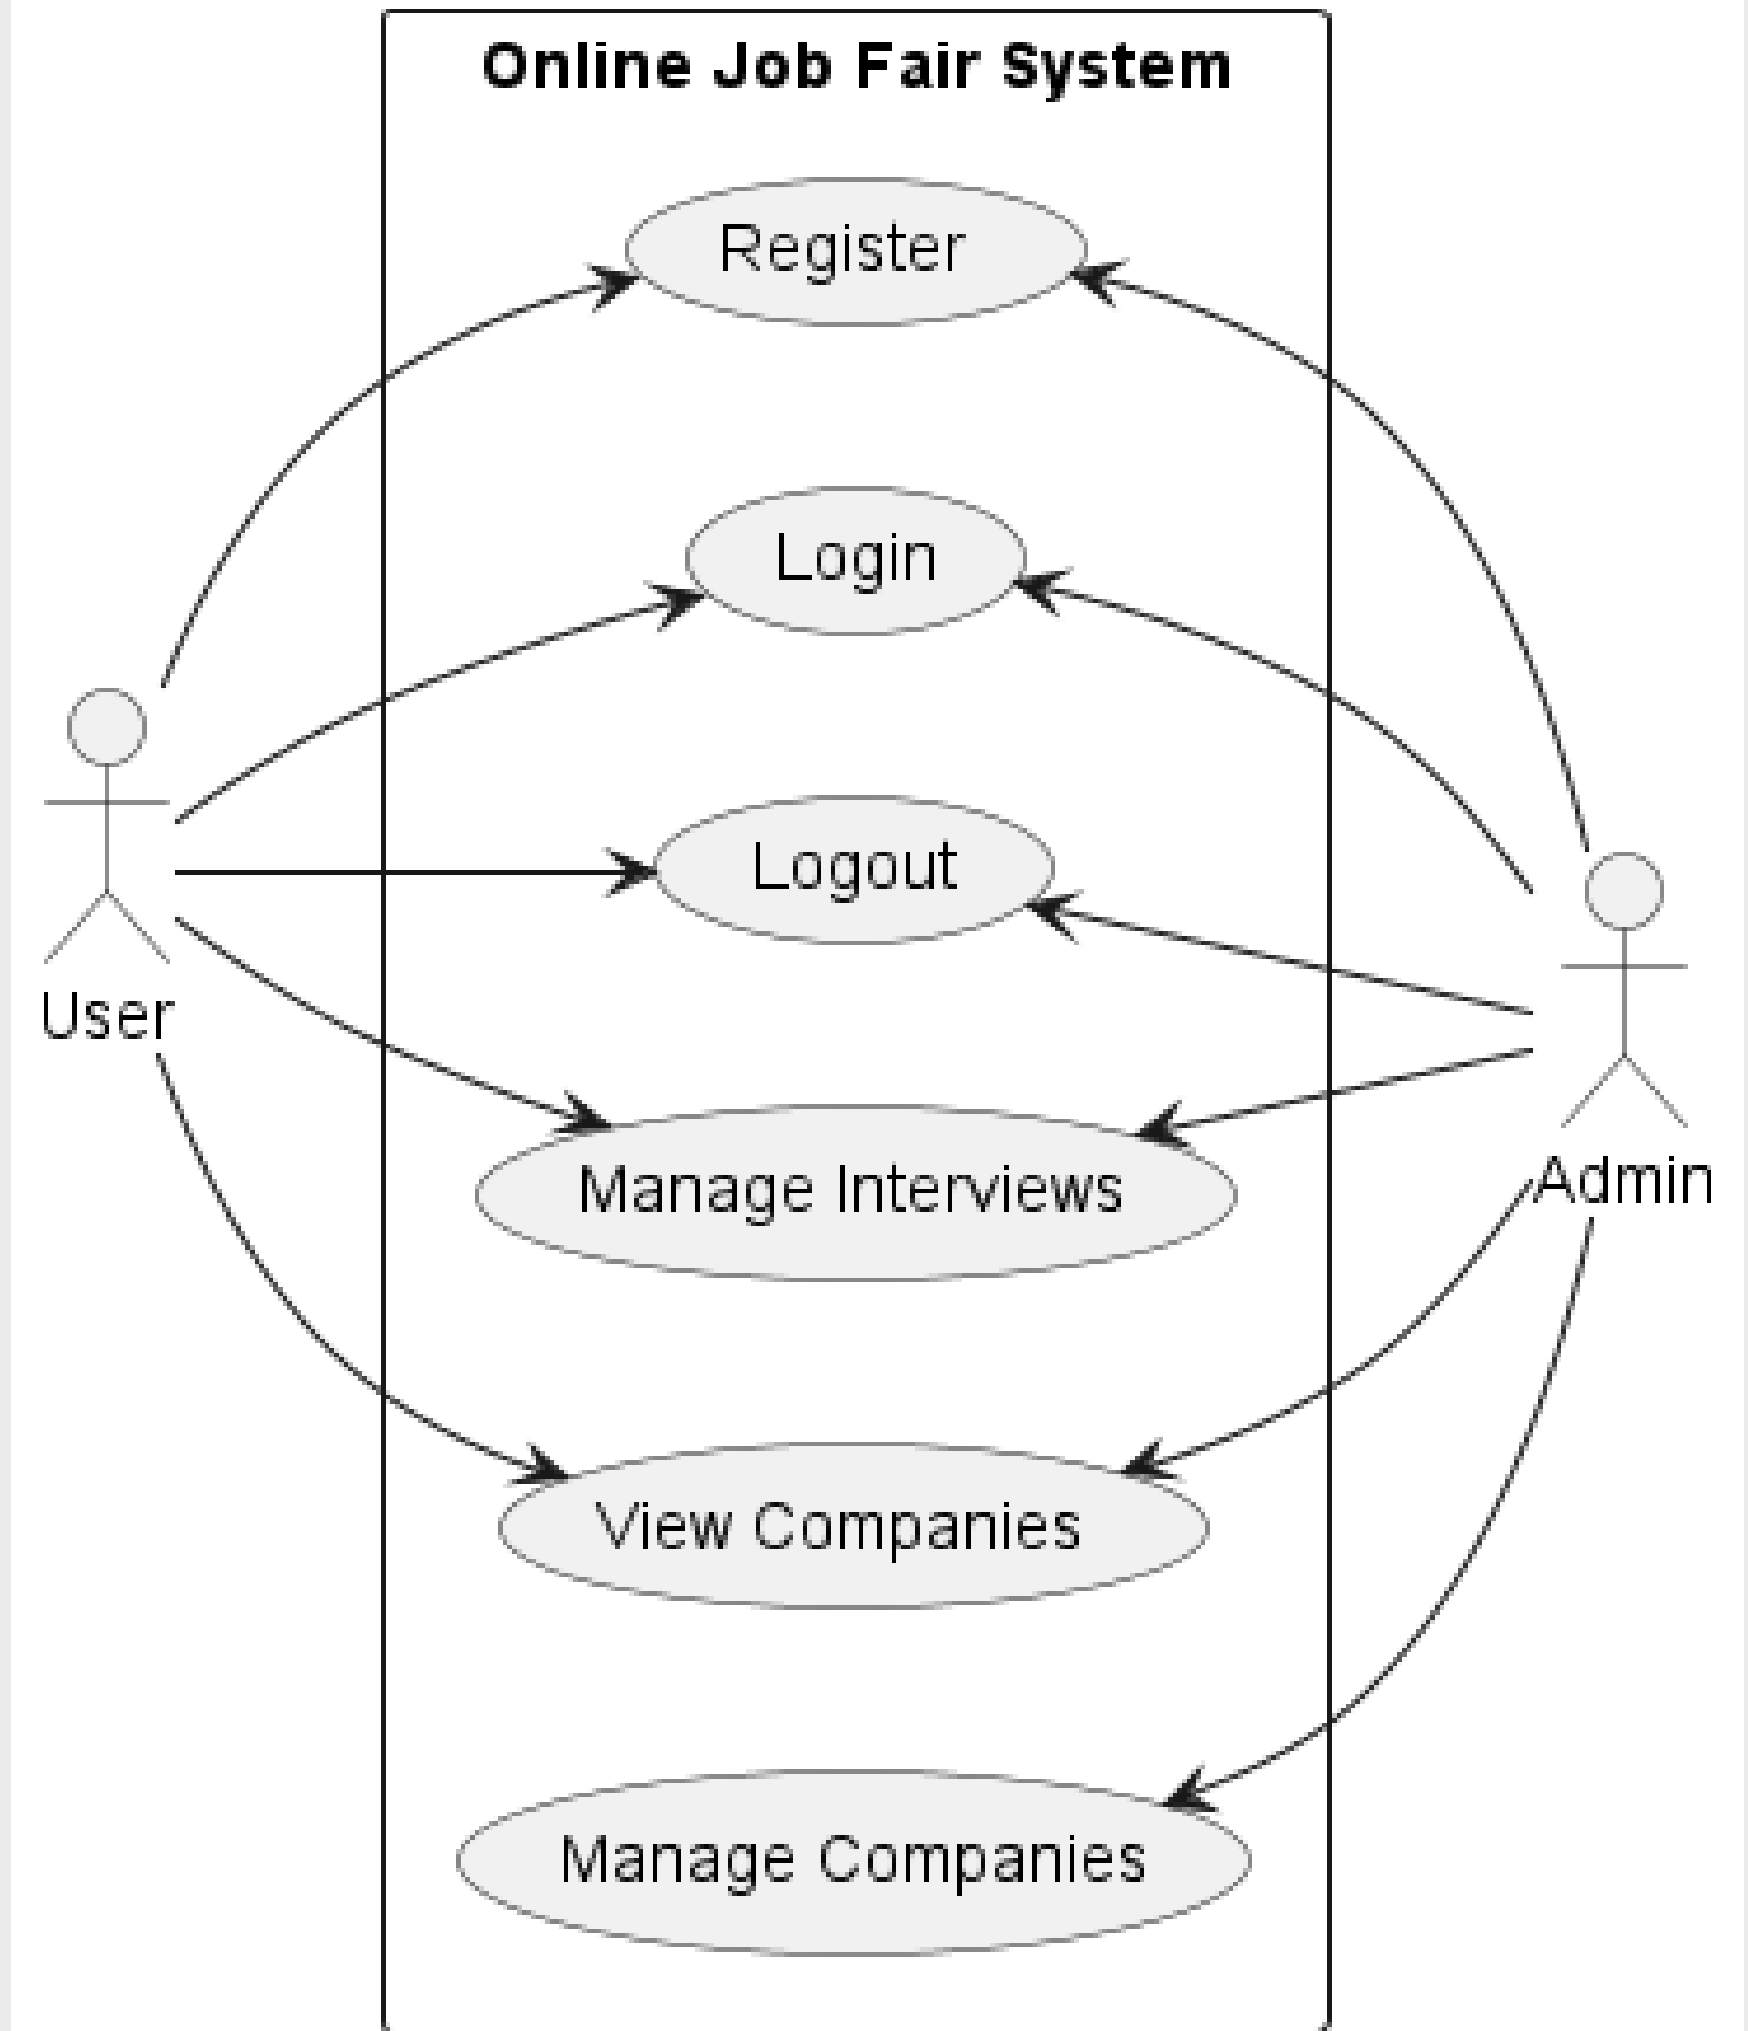 Online Job Fair System
Register
Login
Logout
User
Manage Interviews
Admin
View Companies
Manage Companies